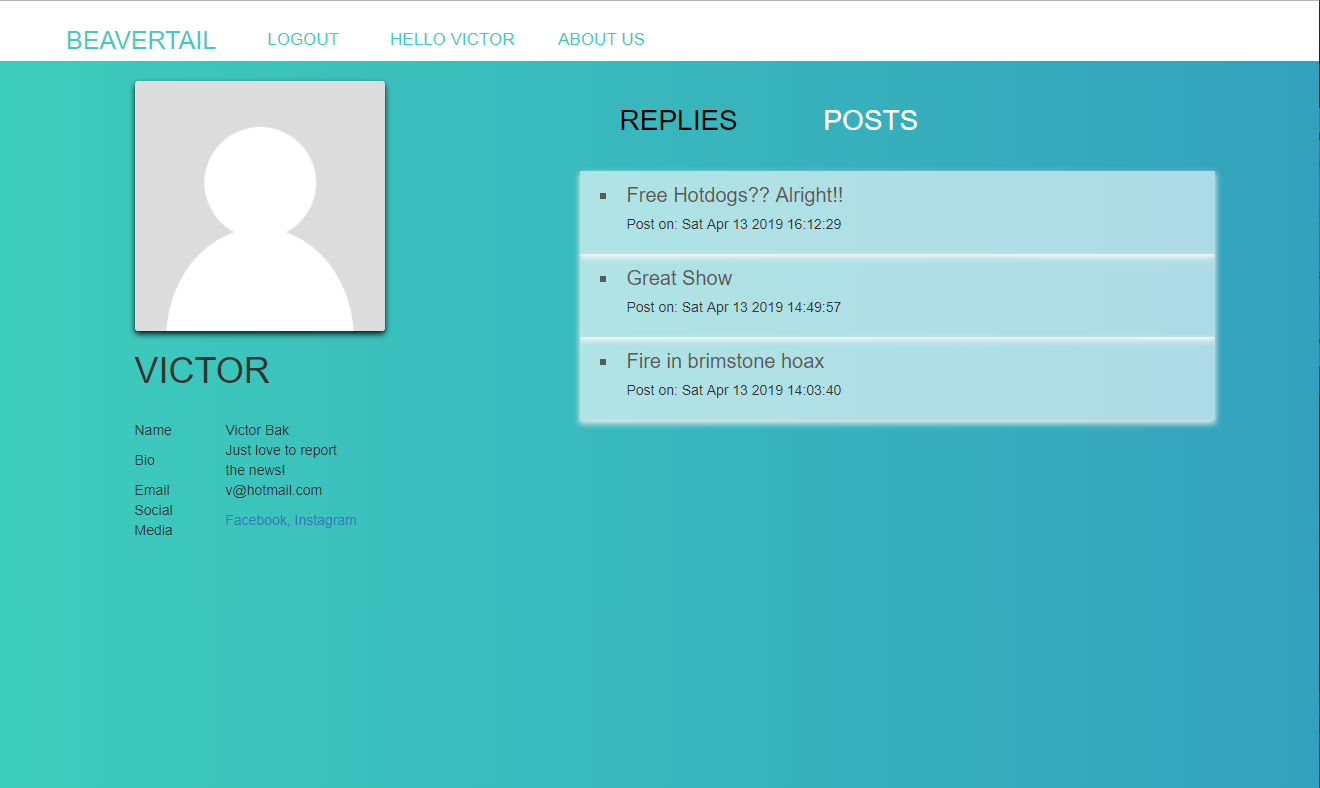 BEAVERTAIL LOGOUT HELLO VICTOR ABOUT US
VICTOR
Name Victor Bak
Bio Just love to report
the news!
Email v@hotmail.com
Social
Media Facebook, Instagram
REPLIES POSTS
Free Hotdogs?? Alright!!
Post on: Sat Apr 13 2019 16:12:29
Great Show
Post on: Sat Apr 13 2019 14:49:57
Fire in brimstone hoax
Post on: Sat Apr 13 2019 14:03:40